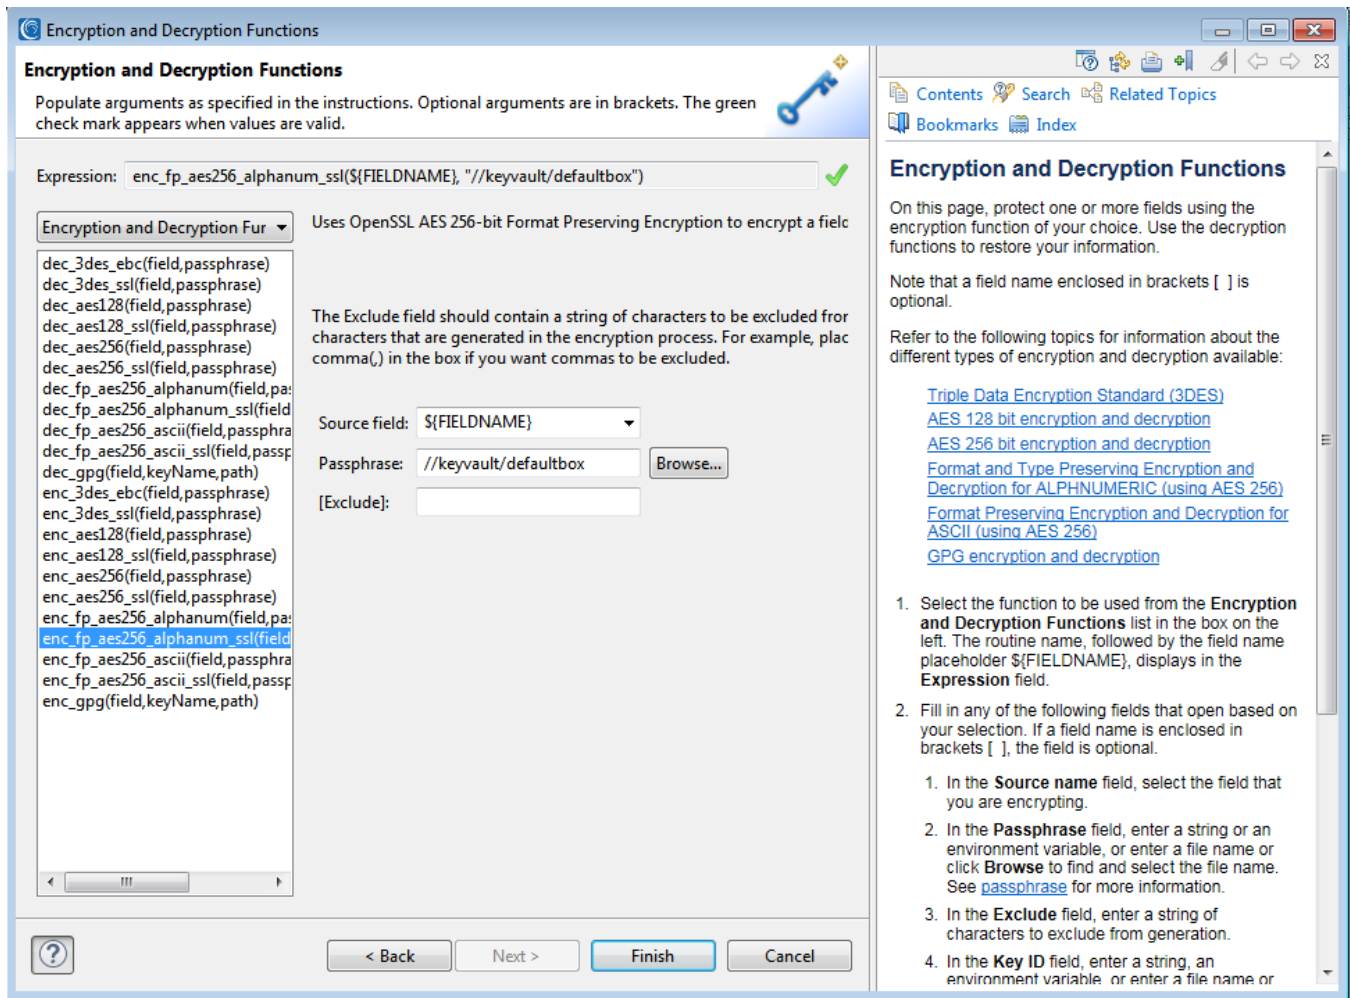 Encryption and Decryption Functions
Encryption and Decryption Functions
Populate arguments as specified in the instructions. Optional arguments are in brackets. The green
check mark appears when values are valid.
Expression: enc_fp_aes256_alphanum_ssl(${FIELDNAME}, "//keyvault/defaultbox")
Encryption and Decryption Fur
dec_3des_ebc(field,passphrase)
dec_3des_ssl(field,passphrase)
dec_aes128(field,passphrase)
dec_aes128_ssl(field,passphrase)
dec_aes256(field,passphrase)
dec_aes256_ssl(field,passphrase)
dec_fp_aes256_alphanum(field,pa
dec_fp_aes256_alphanum_ssl(field
dec_fp_aes256_ascii(field,passphra
dec_fp_aes256_ascii_ssl(field,passp
dec_gpg(field,keyName,path)
enc_3des_ebc(field,passphrase)
enc_3des_ssl(field,passphrase)
enc_aes128(field,passphrase)
enc_aes128_ssl(field,passphrase)
enc_aes256(field,passphrase)
enc_aes256_ssl(field,passphrase)
enc_fp_aes256_alphanum(field,pa
enc_fp_aes256_alphanum_ssl(field
enc_fp_aes256_ascii(field,passphra
enc_fp_aes256_ascii_ssl(field,passp
enc_gpg(field,keyName,path)
Uses OpenSSL AES 256-bit Format Preserving Encryption to encrypt a field
The Exclude field should contain a string of characters to be excluded fror
characters that are generated in the encryption process. For example, plac
comma(,) in the box if you want commas to be excluded.
Source field: ${FIELDNAME}
Passphrase: //keyvault/defaultbox Browse...
[Exclude]:
< Back Next > Finish Cancel
Contents Search Related Topics
Bookmarks Index
Encryption and Decryption Functions
On this page, protect one or more fields using the
encryption function of your choice. Use the decryption
functions to restore your information.
Note that a field name enclosed in brackets [ ] is
optional.
Refer to the following topics for information about the
different types of encryption and decryption available:
Triple Data Encryption Standard (3DES)
AES 128 bit encryption and decryption
AES 256 bit encryption and decryption
Format and Type Preserving Encryption and
Decryption for ALPHNUMERIC (using AES 256)
Format Preserving Encryption and Decryption for
ASCII (using AES 256)
GPG encryption and decryption
1. Select the function to be used from the Encryption
and Decryption Functions list in the box on the
left. The routine name, followed by the field name
placeholder ${FIELDNAME}, displays in the
Expression field.
2. Fill in any of the following fields that open based on
your selection. If a field name is enclosed in
brackets [ ], the field is optional.
1. In the Source name field, select the field that
you are encrypting.
2. In the Passphrase field, enter a string or an
environment variable, or enter a file name or
click Browse to find and select the file name.
See passphrase for more information.
3. In the Exclude field, enter a string of
characters to exclude from generation.
4. In the Key ID field, enter a string, an
environment variable, or enter a file name or